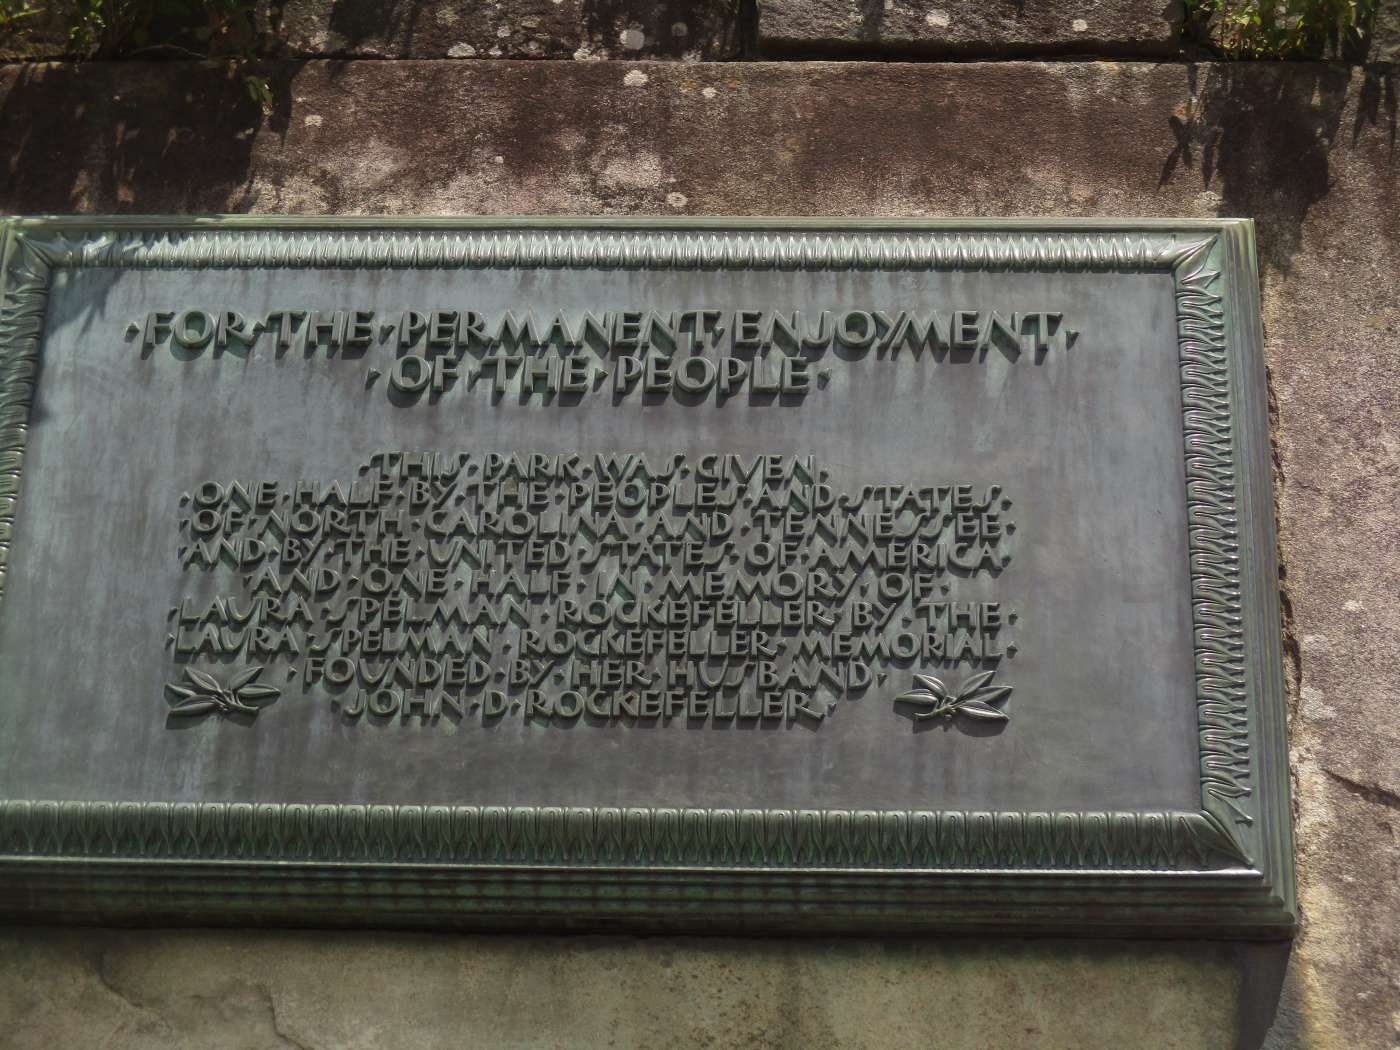 ·FOR·THE·PERMANENT·ENJOYMENT·
·OF·THE·PEOPLE·
·THIS·PARK·WAS·GIVEN·
·ONE·HALF·BY·THE·PEOPLES·AND·STATES·
·OF·NORTH·CAROLINA·AND·TENNESSEE·
·AND·BY·THE·UNITED·STATES·OF·AMERICA·
·AND·ONE·HALF·IN·MEMORY·OF·
·LAURA·SPELMAN·ROCKEFELLER·BY·THE·
·LAURA·SPELMAN·ROCKEFELLER·MEMORIAL·
·FOUNDED·BY·HER·HUSBAND·
·JOHN·D·ROCKEFELLER·